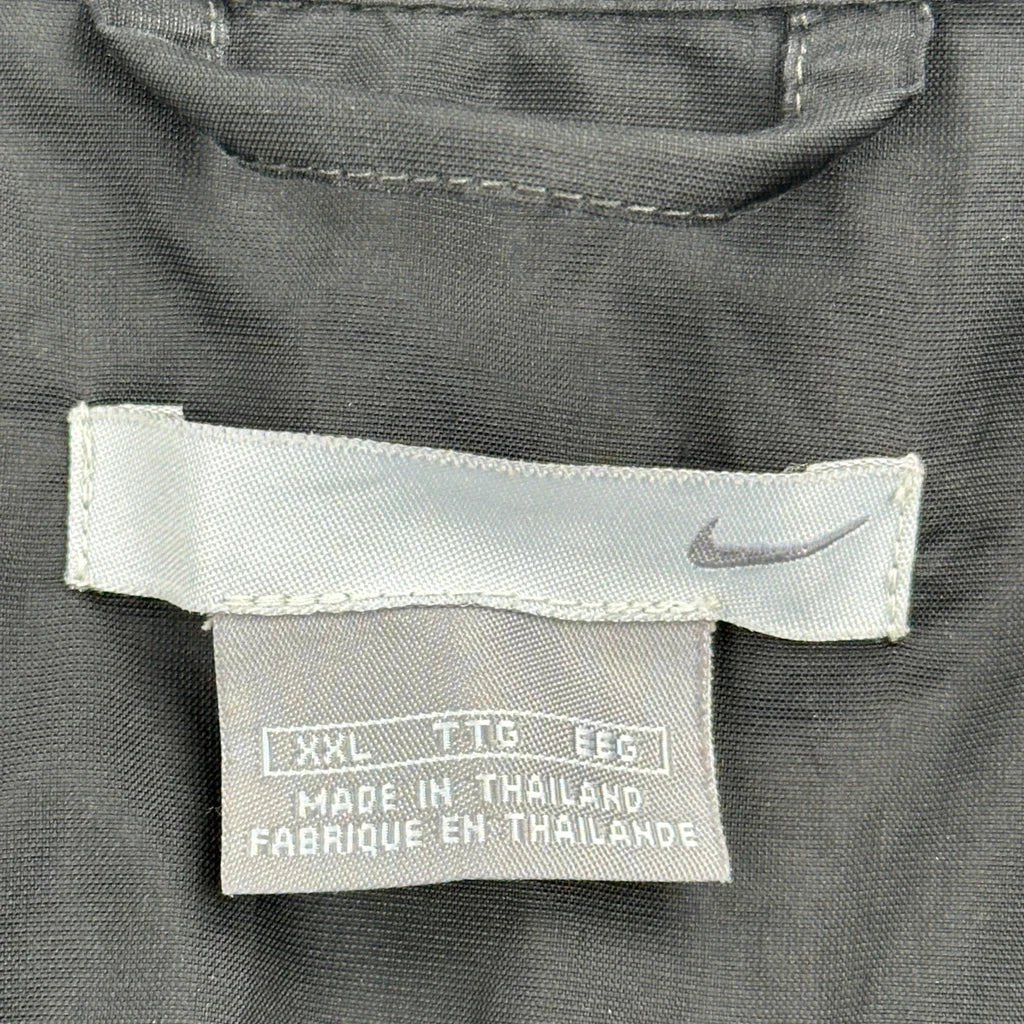 XXL TTG EEG
MADE IN THAILAND
FABRIQUE EN THAILANDE